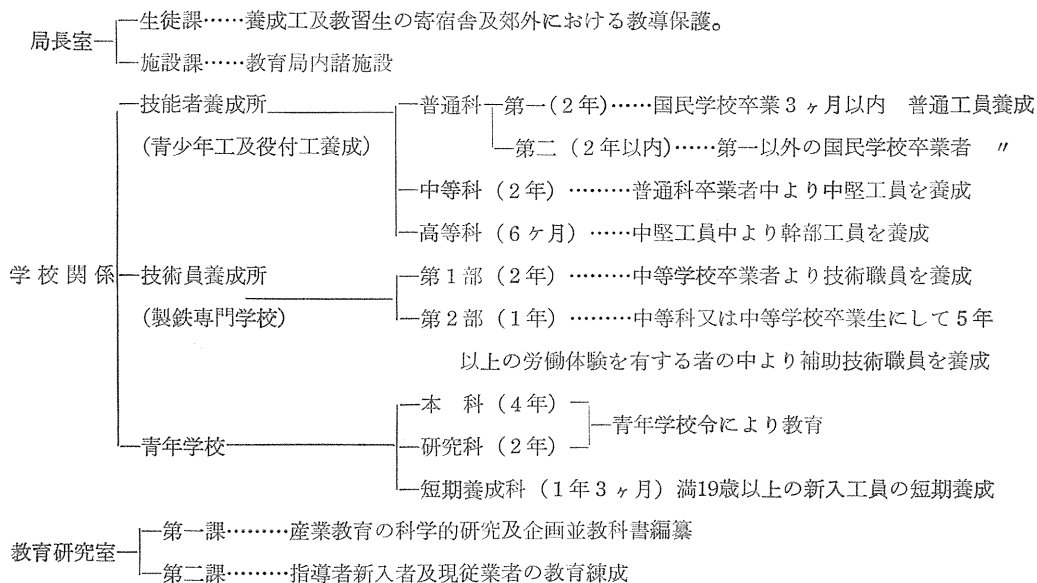 生徒課……養成工及教習生の寄宿舎及郊外における教導保護。
局長室
施設課……教育局内諸施設
技能者養成所 普通科 第一(2年)……国民学校卒業3ヶ月以内 普通工員養成
(青少年工及役付工養成) 第二(2年以内)……第一以外の国民学校卒業者 〃
中等科(2年)………普通科卒業者中より中堅工員を養成
高等科(6ヶ月)……中堅工員中より幹部工員を養成
学校関係 技術員養成所 第1部(2年)………中等学校卒業者より技術職員を養成
(製鉄専門学校) 第2部(1年)………中等科又は中等学校卒業生にして5年
以上の労働体験を有する者の中より補助技術職員を養成
本 科(4年)
青年学校令により教育
青年学校 研究科(2年)
短期養成科(1年3ヶ月)満19歳以上の新入工員の短期養成
第一課………産業教育の科学的研究及企画並教科書編纂
教育研究室
第二課………指導者新入者及現従業者の教育練成